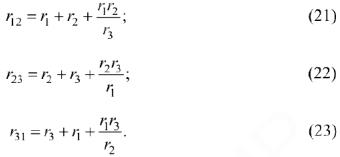 r₁₂ = r₁ + r₂ + r₁r₂/r₃; (21)
r₂₃ = r₂ + r₃ + r₂r₃/r₁; (22)
r₃₁ = r₃ + r₁ + r₁r₃/r₂. (23)